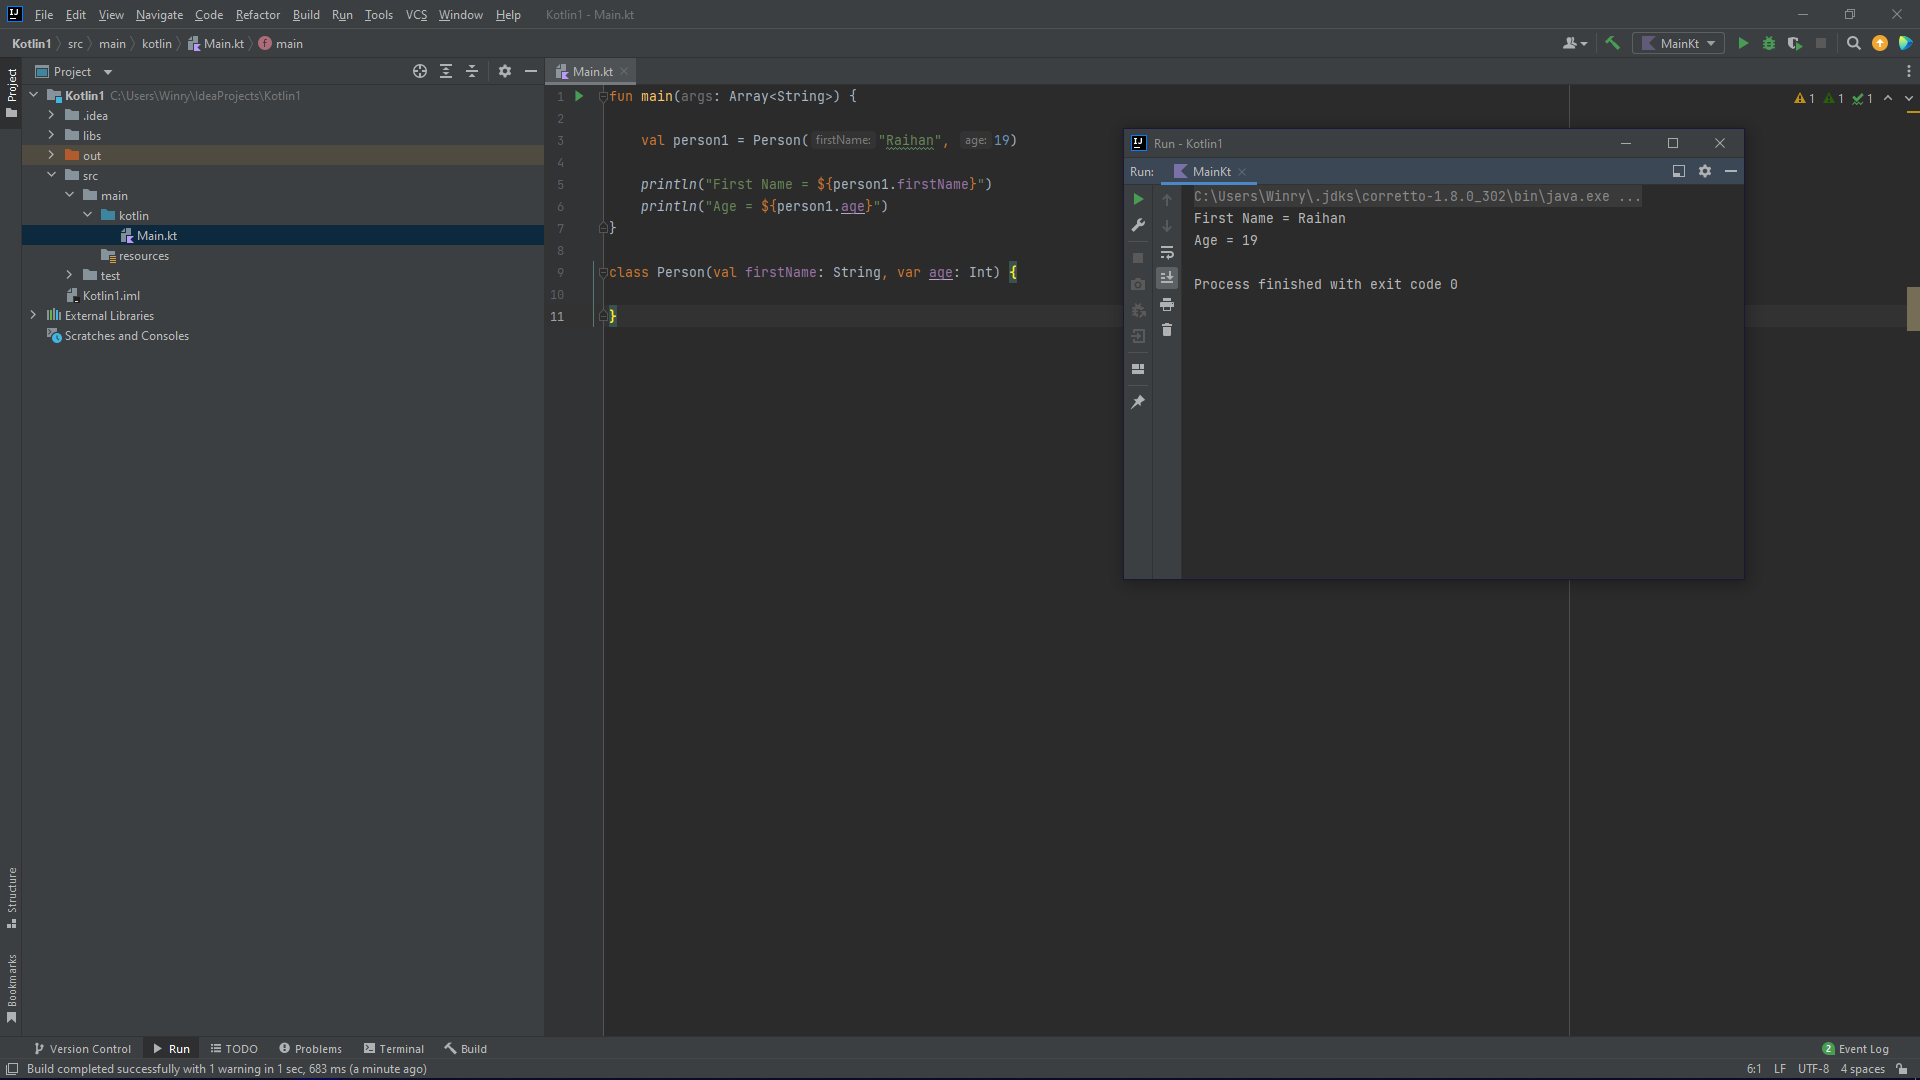 File Edit View Navigate Code Refactor Build Run Tools VCS Window Help Kotlin1 - Main.kt
Kotlin1 src main kotlin Main.kt main MainKt
Project
Project
Kotlin1 C:\Users\Winry\IdeaProjects\Kotlin1
.idea
libs
out
src
main
kotlin
Main.kt
resources
test
Kotlin1.iml
External Libraries
Scratches and Consoles
Structure
Bookmarks
Main.kt
1 fun main(args: Array<String>) {
2
3 val person1 = Person( firstName: "Raihan", age: 19)
4
5 println("First Name = ${person1.firstName}")
6 println("Age = ${person1.age}")
7 }
8
9 class Person(val firstName: String, var age: Int) {
10
11 }
1 1 1
Run - Kotlin1
Run: MainKt
C:\Users\Winry\.jdks\corretto-1.8.0_302\bin\java.exe ...
First Name = Raihan
Age = 19
Process finished with exit code 0
Version Control Run TODO Problems Terminal Build 2 Event Log
Build completed successfully with 1 warning in 1 sec, 683 ms (a minute ago) 6:1 LF UTF-8 4 spaces